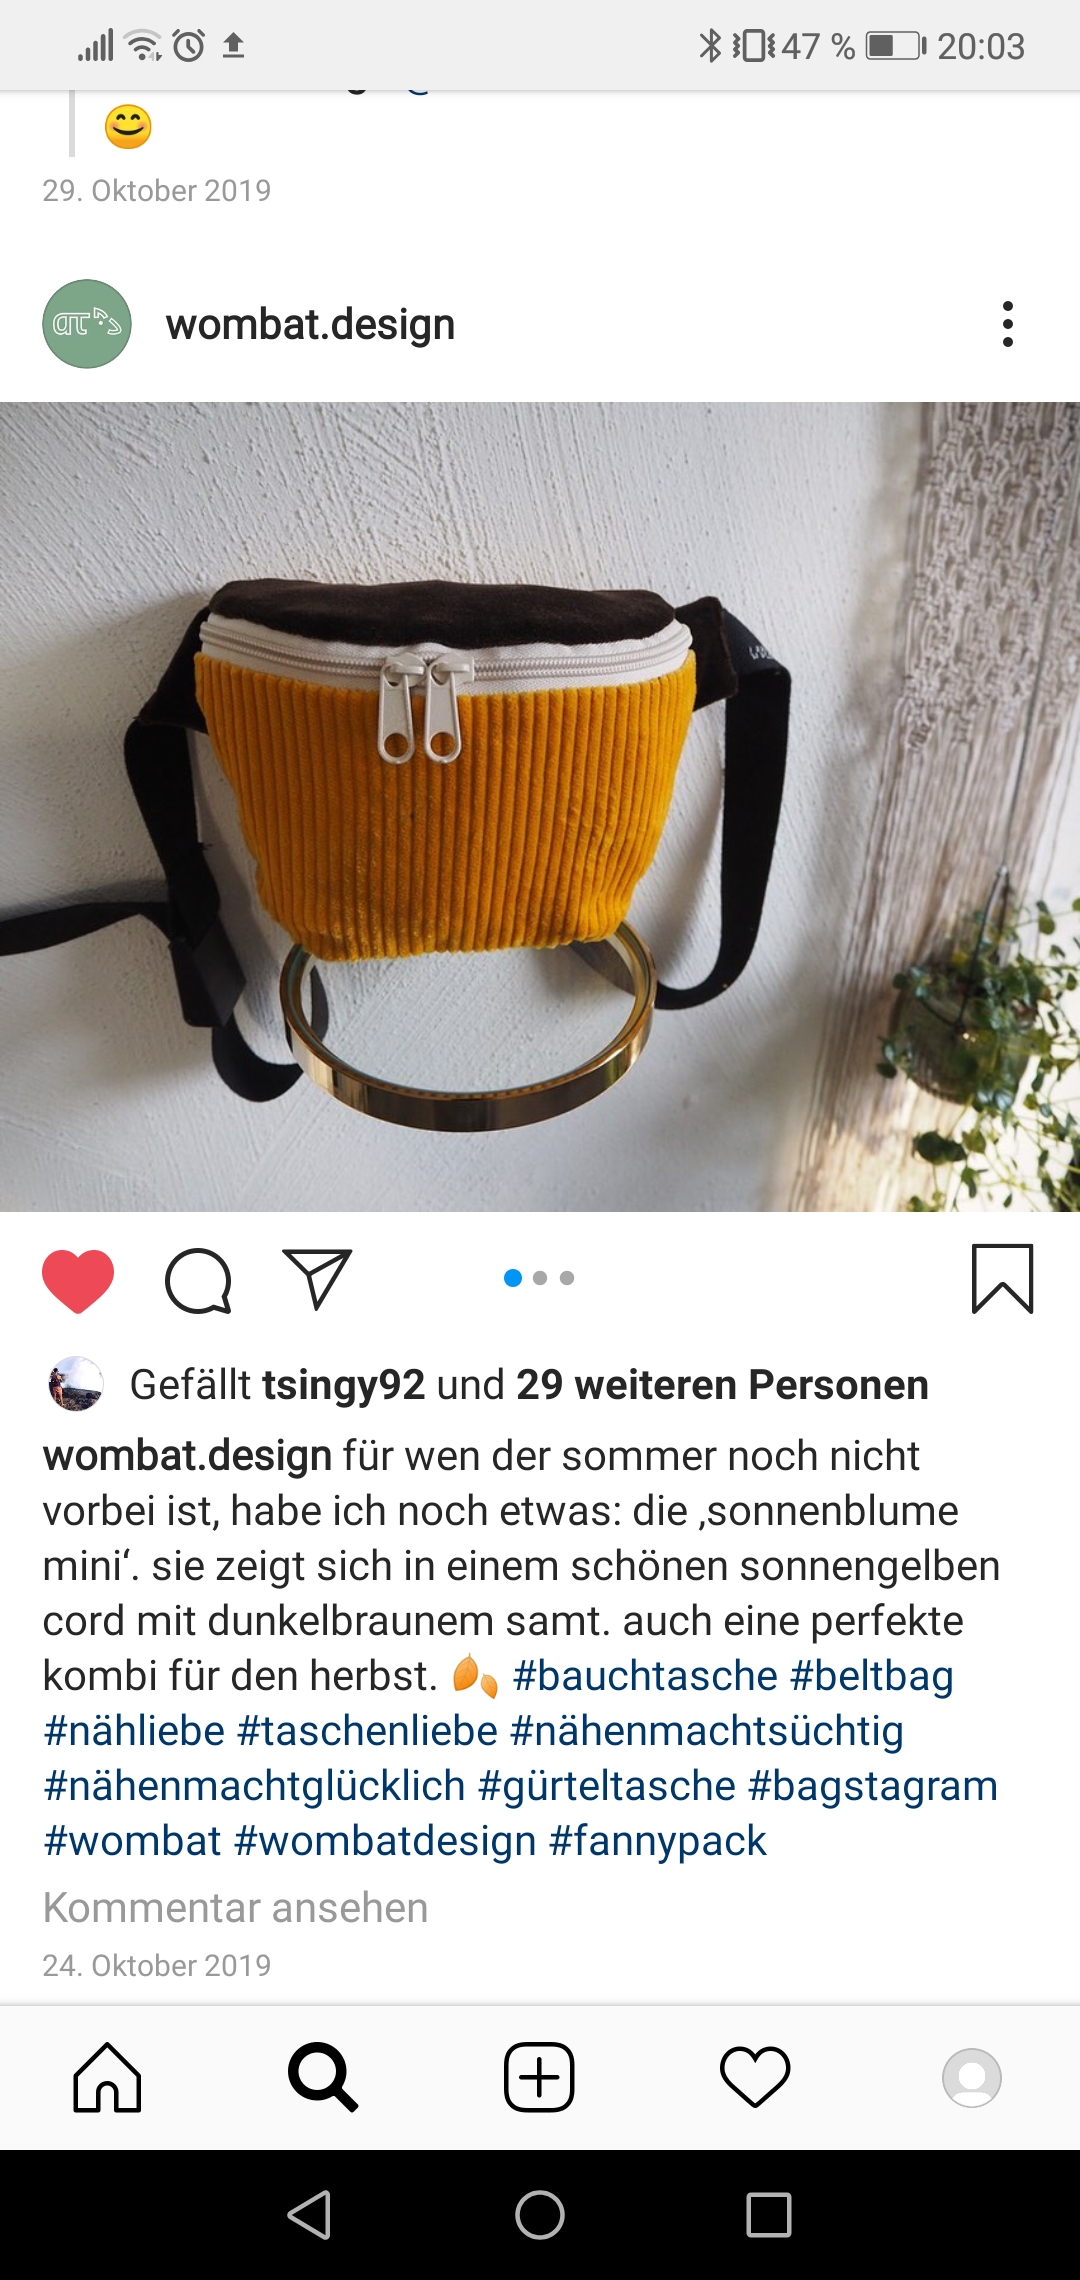 47 % 20:03
29. Oktober 2019
wombat.design
Gefällt tsingy92 und 29 weiteren Personen
wombat.design für wen der sommer noch nicht
vorbei ist, habe ich noch etwas: die ‚sonnenblume
mini‘. sie zeigt sich in einem schönen sonnengelben
cord mit dunkelbraunem samt. auch eine perfekte
kombi für den herbst. 🍂 #bauchtasche #beltbag
#nähliebe #taschenliebe #nähenmachtsüchtig
#nähenmachtglücklich #gürteltasche #bagstagram
#wombat #wombatdesign #fannypack
Kommentar ansehen
24. Oktober 2019